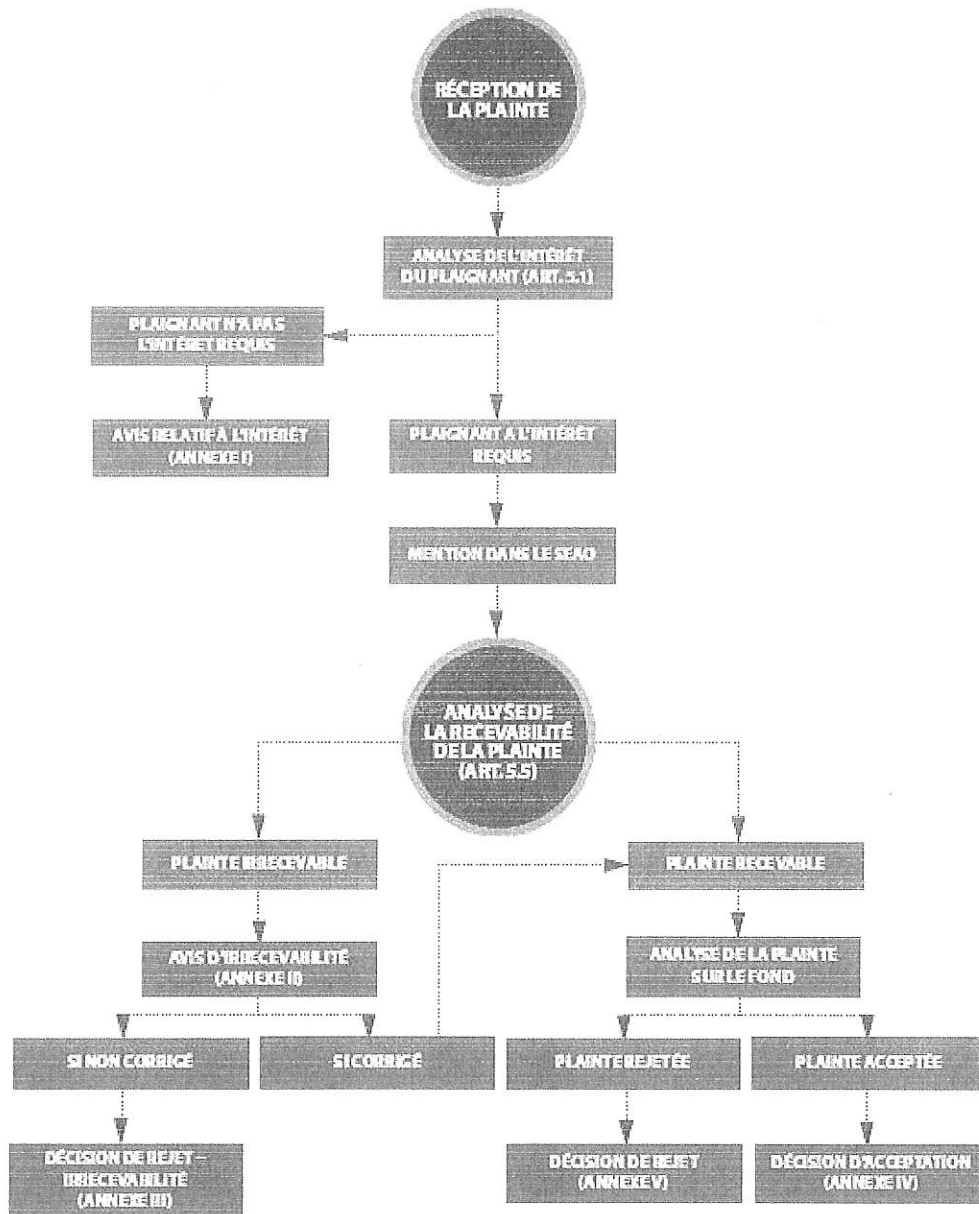 RÉCEPTION DE
LA PLAINTE
ANALYSE DE L'INTÉRÊT
DU PLAIGNANT (ART. 5.1)
PLAIGNANT N'A PAS
L'INTÉRÊT REQUIS
AVIS RELATIF À L'INTÉRÊT
(ANNEXE I)
PLAIGNANT A L'INTÉRÊT
REQUIS
MENTION DANS LE SEAO
ANALYSE DE
LA RECEVABILITÉ
DE LA PLAINTE
(ART. 5.5)
PLAINTE IRRECEVABLE
PLAINTE RECEVABLE
AVIS D'IRRECEVABILITÉ
(ANNEXE II)
ANALYSE DE LA PLAINTE
SUR LE FOND
SI NON CORRIGÉ
SI CORRIGÉ
PLAINTE REJETÉE
PLAINTE ACCEPTÉE
DÉCISION DE REJET –
IRRECEVABILITÉ
(ANNEXE III)
DÉCISION DE REJET
(ANNEXE V)
DÉCISION D'ACCEPTATION
(ANNEXE IV)